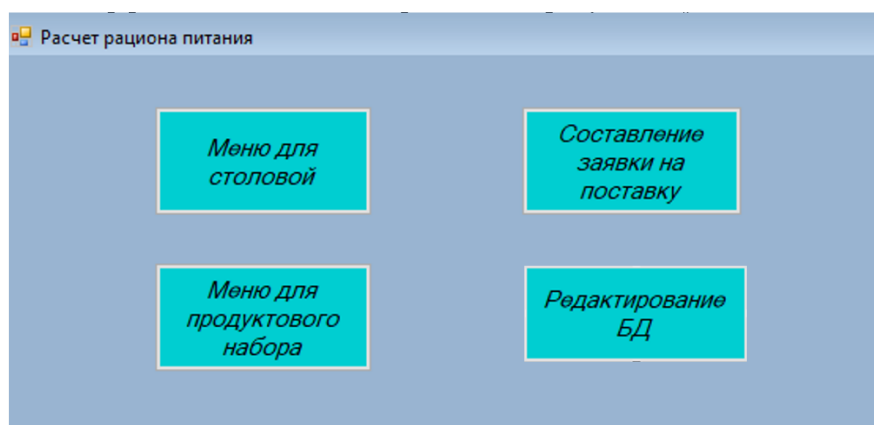 Расчет рациона питания
Меню для
столовой
Составление
заявки на
поставку
Меню для
продуктового
набора
Редактирование
БД